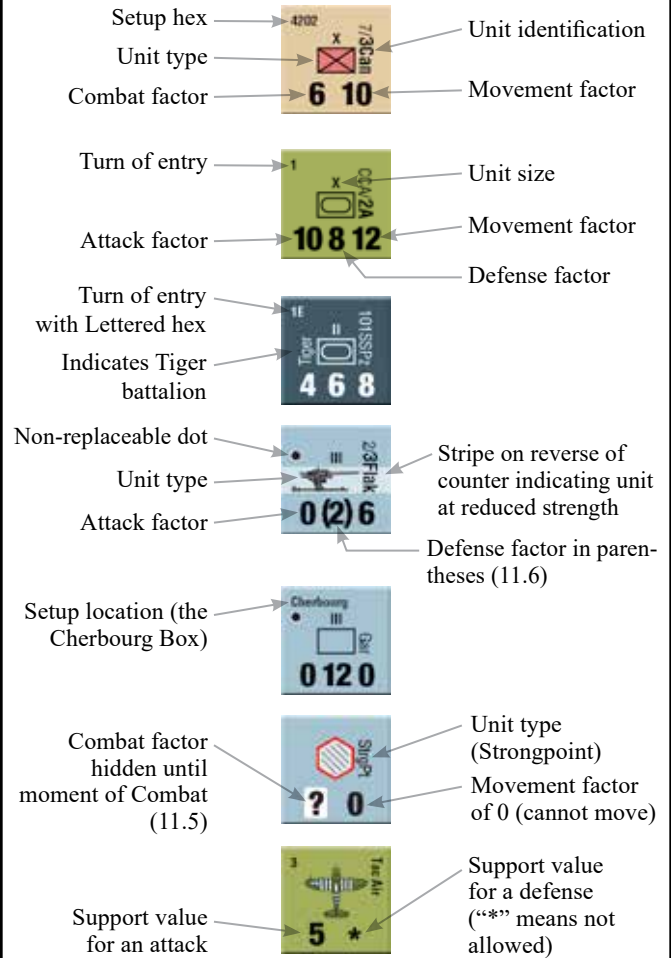 Setup hex
Unit type
Combat factor
4202
X
7/3Can
6 10
Unit identification
Movement factor
Turn of entry
Attack factor
1
X
CCA/2A
10 8 12
Unit size
Movement factor
Defense factor
Turn of entry
with Lettered hex
Indicates Tiger
battalion
1E
II
Tiger
101SSPz
4 6 8
Non-replaceable dot
Unit type
Attack factor
III
2/3Flak
0 (2) 6
Stripe on reverse of
counter indicating unit
at reduced strength
Defense factor in paren-
theses (11.6)
Setup location (the
Cherbourg Box)
Cherbourg
III
Gar
0 12 0
Combat factor
hidden until
moment of Combat
(11.5)
StrgPt
? 0
Unit type
(Strongpoint)
Movement factor
of 0 (cannot move)
Support value
for an attack
3
Tac Air
5 *
Support value
for a defense
(“*” means not
allowed)